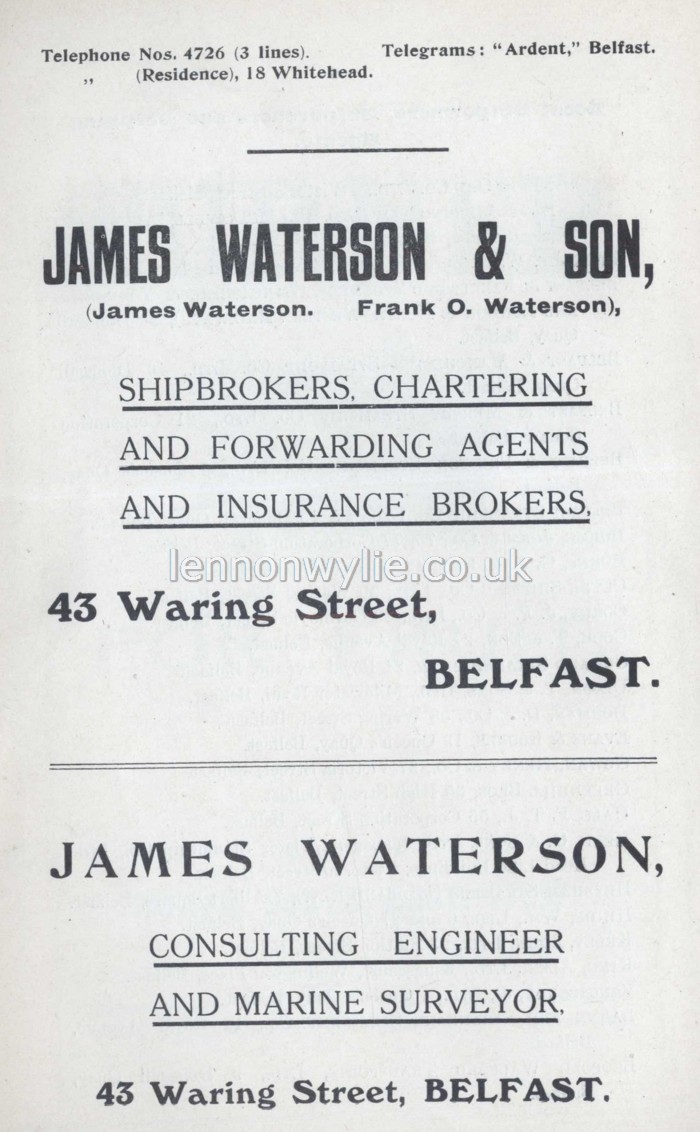 Telephone Nos. 4726 (3 lines). Telegrams: "Ardent," Belfast.
„ (Residence), 18 Whitehead.
JAMES WATERSON & SON,
(James Waterson. Frank O. Waterson),
SHIPBROKERS, CHARTERING
AND FORWARDING AGENTS
AND INSURANCE BROKERS,
lennonwylie.co.uk
43 Waring Street,
BELFAST.
JAMES WATERSON,
CONSULTING ENGINEER
AND MARINE SURVEYOR,
43 Waring Street, BELFAST.